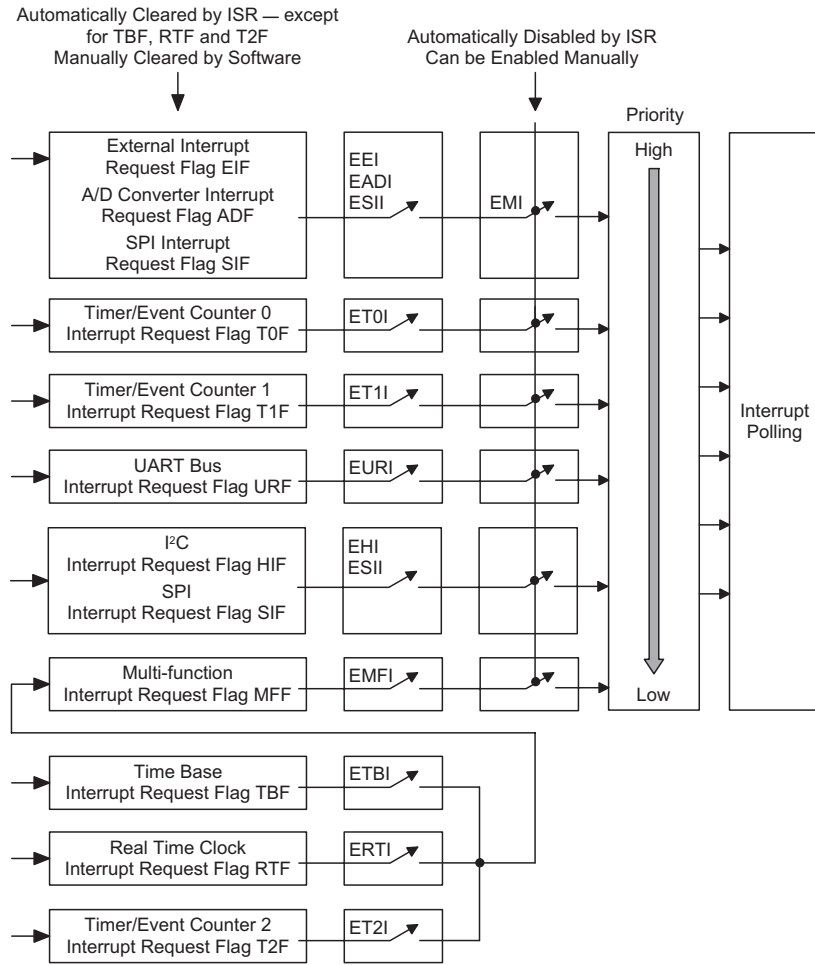 Automatically Cleared by ISR — except
for TBF, RTF and T2F
Manually Cleared by Software
Automatically Disabled by ISR
Can be Enabled Manually
Priority
External Interrupt
Request Flag EIF
A/D Converter Interrupt
Request Flag ADF
SPI Interrupt
Request Flag SIF
EEI
EADI
ESII
EMI
High
Timer/Event Counter 0
Interrupt Request Flag T0F
ET0I
Timer/Event Counter 1
Interrupt Request Flag T1F
ET1I
Interrupt
Polling
UART Bus
Interrupt Request Flag URF
EURI
I²C
Interrupt Request Flag HIF
SPI
Interrupt Request Flag SIF
EHI
ESII
Multi-function
Interrupt Request Flag MFF
EMFI
Low
Time Base
Interrupt Request Flag TBF
ETBI
Real Time Clock
Interrupt Request Flag RTF
ERTI
Timer/Event Counter 2
Interrupt Request Flag T2F
ET2I